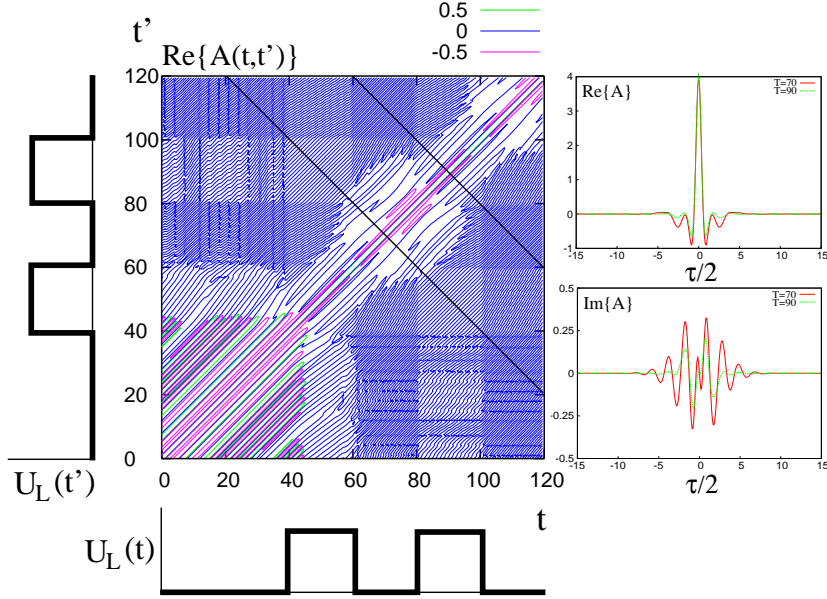 0.5
0
-0.5
t'
Re{A(t,t')}
120
100
80
60
40
20
0
0 20 40 60 80 100 120
t
U_L(t')
U_L(t)
Re{A}
T=70
T=90
4
3
2
1
0
-1
-15 -10 -5 0 5 10 15
τ/2
Im{A}
T=70
T=90
0.5
0.25
0
-0.25
-0.5
-15 -10 -5 0 5 10 15
τ/2